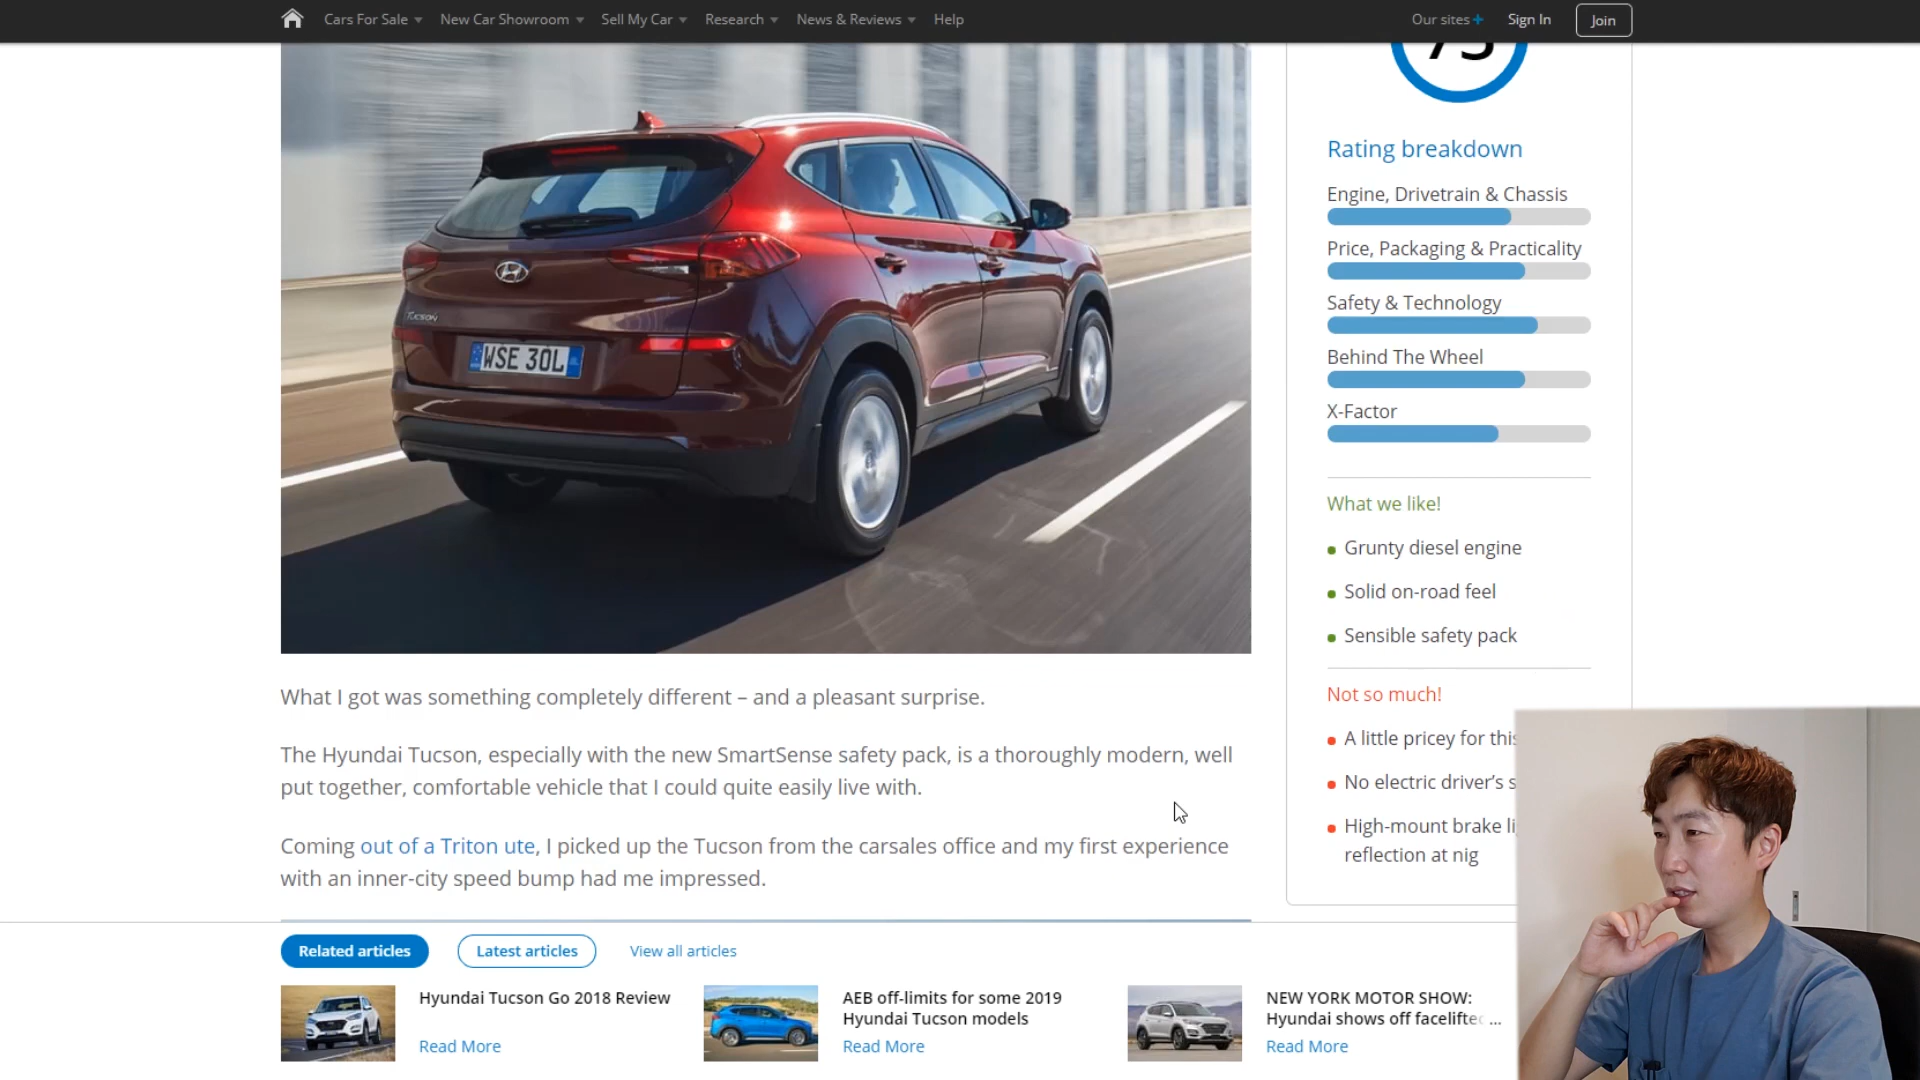 Cars For Sale
New Car Showroom
Sell My Car
Research
News & Reviews
Help
Our sites+
Sign In
Join
TUCSON
WSE 30L
What I got was something completely different – and a pleasant surprise.
The Hyundai Tucson, especially with the new SmartSense safety pack, is a thoroughly modern, well
put together, comfortable vehicle that I could quite easily live with.
Coming out of a Triton ute, I picked up the Tucson from the carsales office and my first experience
with an inner-city speed bump had me impressed.
Rating breakdown
Engine, Drivetrain & Chassis
Price, Packaging & Practicality
Safety & Technology
Behind The Wheel
X-Factor
What we like!
Grunty diesel engine
Solid on-road feel
Sensible safety pack
Not so much!
A little pricey for this
No electric driver's s
High-mount brake li
reflection at nig
Related articles
Latest articles
View all articles
Hyundai Tucson Go 2018 Review
Read More
AEB off-limits for some 2019
Hyundai Tucson models
Read More
NEW YORK MOTOR SHOW:
Hyundai shows off facelifted ...
Read More